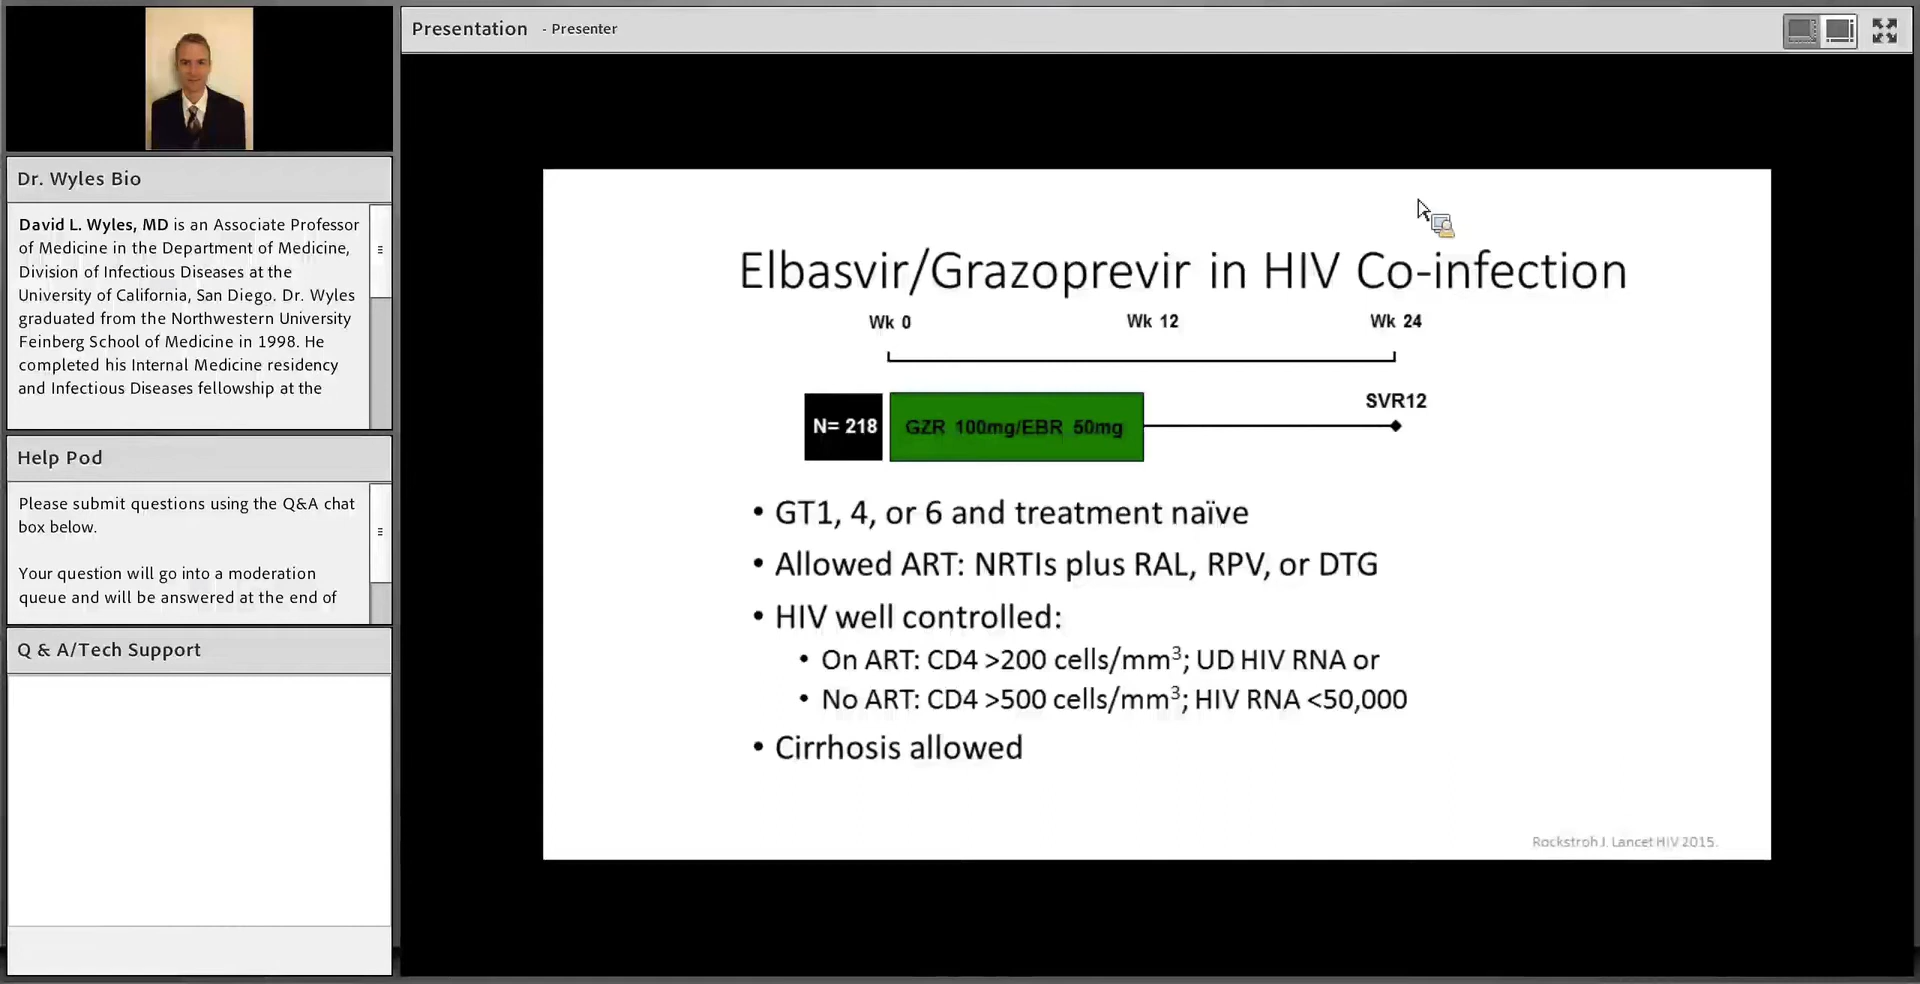 Presentation - Presenter
Dr. Wyles Bio
David L. Wyles, MD is an Associate Professor
of Medicine in the Department of Medicine,
Division of Infectious Diseases at the
University of California, San Diego. Dr. Wyles
graduated from the Northwestern University
Feinberg School of Medicine in 1998. He
completed his Internal Medicine residency
and Infectious Diseases fellowship at the
Help Pod
Please submit questions using the Q&A chat
box below.
Your question will go into a moderation
queue and will be answered at the end of
Q & A/Tech Support
Elbasvir/Grazoprevir in HIV Co-infection
Wk 0 Wk 12 Wk 24
SVR12
N= 218 GZR 100mg/EBR 50mg
• GT1, 4, or 6 and treatment naïve
• Allowed ART: NRTIs plus RAL, RPV, or DTG
• HIV well controlled:
• On ART: CD4 >200 cells/mm³; UD HIV RNA or
• No ART: CD4 >500 cells/mm³; HIV RNA <50,000
• Cirrhosis allowed
Rockstroh J. Lancet HIV 2015.